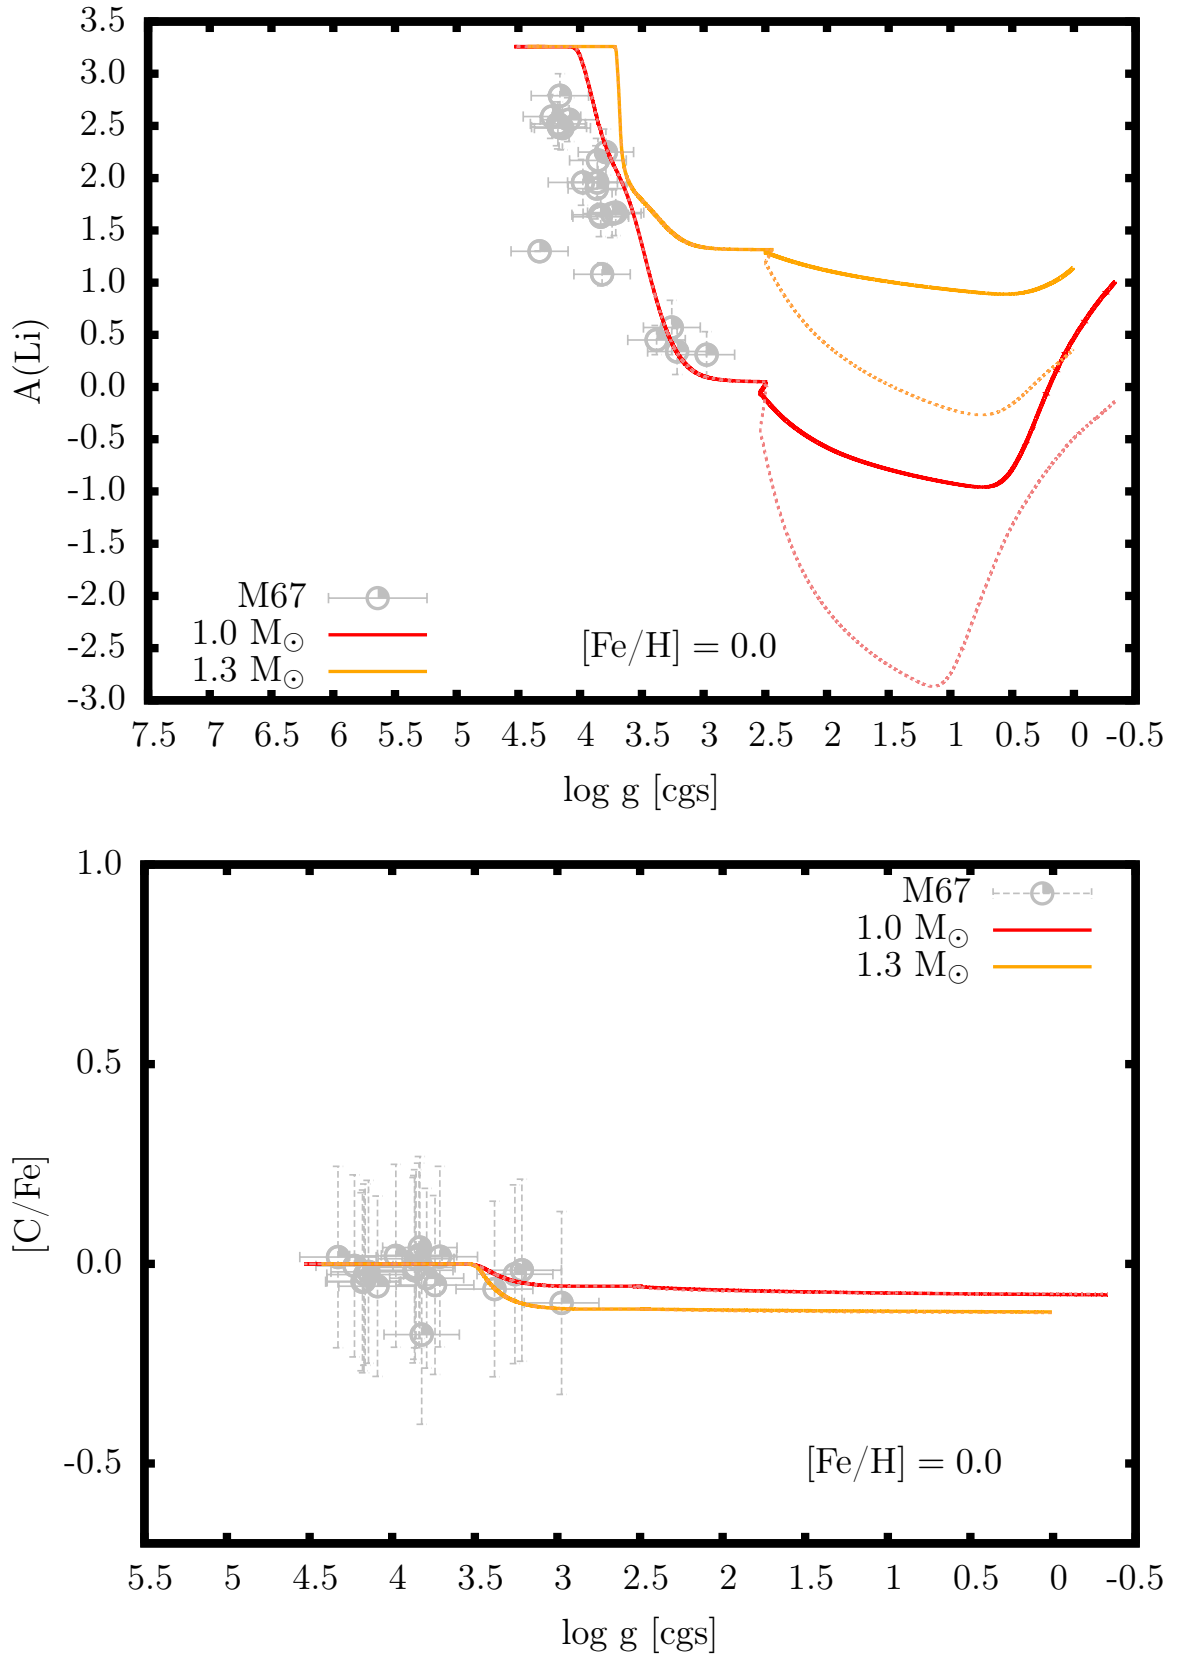 3.5
3.0
2.5
2.0
1.5
1.0
0.5
0.0
-0.5
-1.0
-1.5
-2.0
-2.5
-3.0
A(Li)
M67
1.0 M☉
1.3 M☉
[Fe/H] = 0.0
7.5 7 6.5 6 5.5 5 4.5 4 3.5 3 2.5 2 1.5 1 0.5 0 -0.5
log g [cgs]
1.0
0.5
0.0
-0.5
[C/Fe]
M67
1.0 M☉
1.3 M☉
[Fe/H] = 0.0
5.5 5 4.5 4 3.5 3 2.5 2 1.5 1 0.5 0 -0.5
log g [cgs]